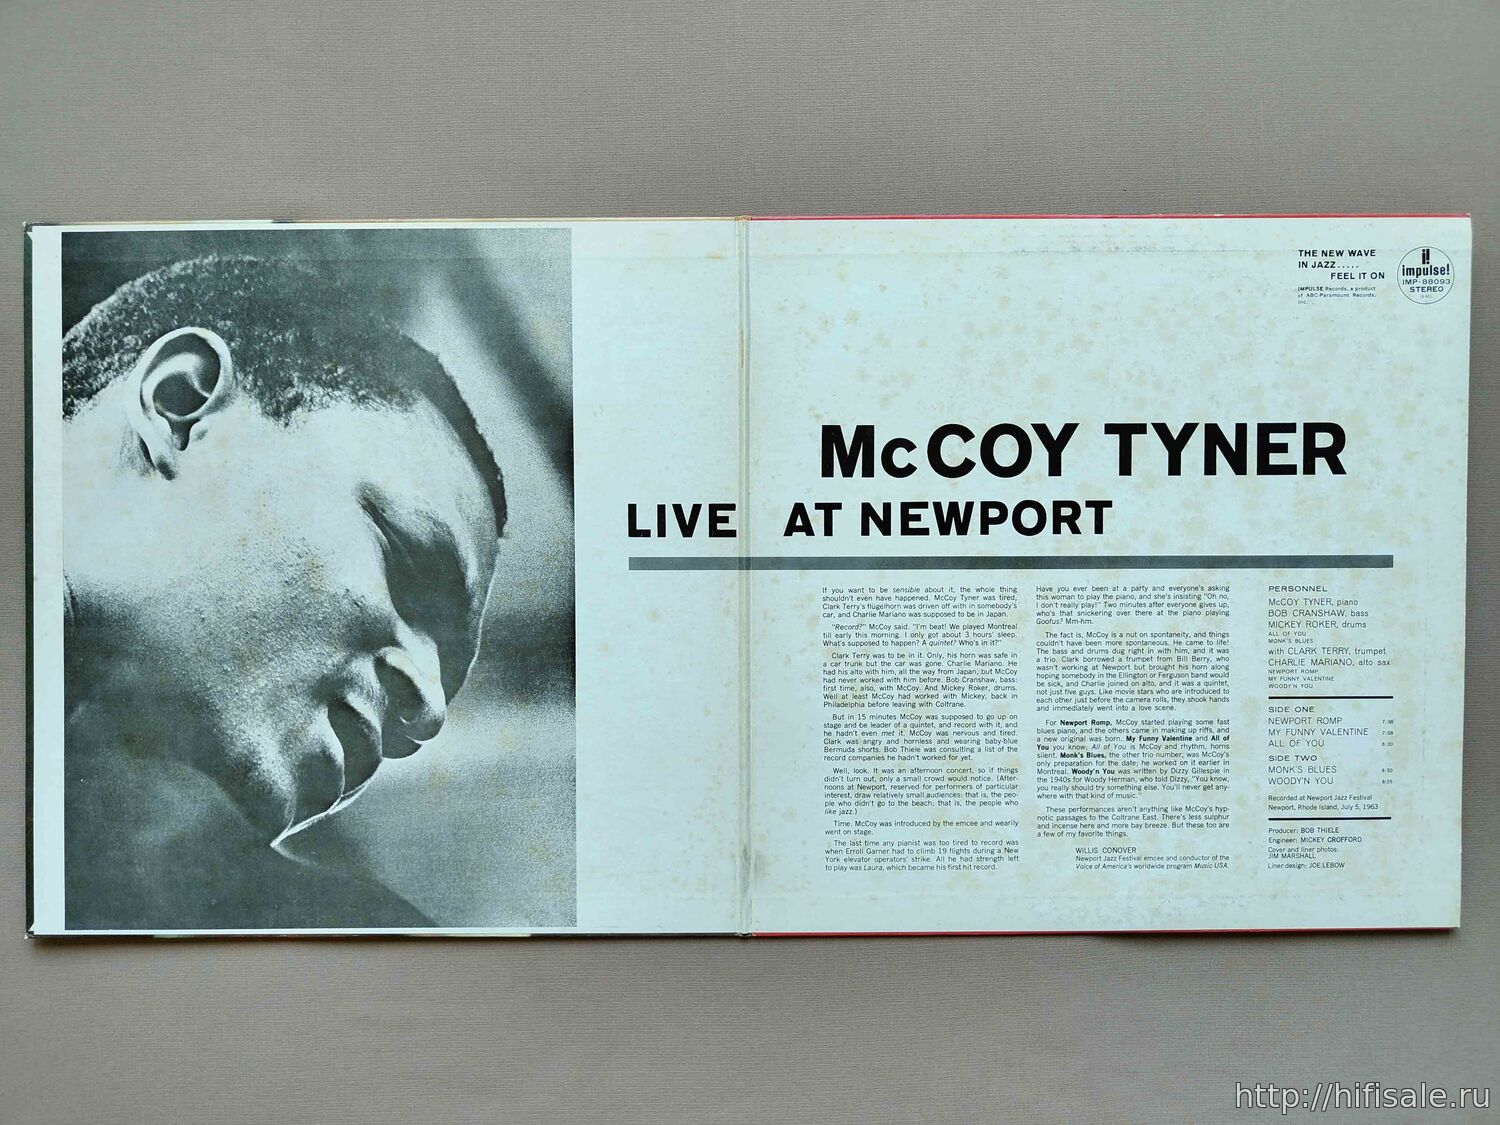 THE NEW WAVE
IN JAZZ.....
FEEL IT ON
IMPULSE Records, a product
of ABC-Paramount Records,
Inc.
impulse!
IMP-88093
STEREO
McCOY TYNER
LIVE AT NEWPORT
If you want to be sensible about it, the whole thing
shouldn't even have happened. McCoy Tyner was tired,
Clark Terry's flugelhorn was driven off with in somebody's
car, and Charlie Mariano was supposed to be in Japan.
"Record?" McCoy said. "I'm beat! We played Montreal
till early this morning. I only got about 3 hours' sleep.
What's supposed to happen? A quintet? Who's in it?"
Clark Terry was to be in it. Only, his horn was safe in
a car trunk but the car was gone. Charlie Mariano. He
had his alto with him, all the way from Japan, but McCoy
had never worked with him before. Bob Cranshaw, bass:
first time, also, with McCoy. And Mickey Roker, drums.
Well at least McCoy had worked with Mickey, back in
Philadelphia before leaving with Coltrane.
But in 15 minutes McCoy was supposed to go up on
stage and be leader of a quintet, and record with it, and
he hadn't even met it. McCoy was nervous and tired.
Clark was angry and hornless and wearing baby-blue
Bermuda shorts. Bob Thiele was consulting a list of the
record companies he hadn't worked for yet.
Well, look. It was an afternoon concert, so if things
didn't turn out, only a small crowd would notice. (After-
noons at Newport, reserved for performers of particular
interest, draw relatively small audiences: that is, the peo-
ple who didn't go to the beach; that is, the people who
like jazz.)
Time. McCoy was introduced by the emcee and wearily
went on stage.
The last time any pianist was too tired to record was
when Erroll Garner had to climb 19 flights during a New
York elevator operators' strike. All he had strength left
to play was Laura, which became his first hit record.
Have you ever been at a party and everyone's asking
this woman to play the piano, and she's insisting "Oh no,
I don't really play!" Two minutes after everyone gives up,
who's that snickering over there at the piano playing
Goofus? Mm-hm.
The fact is, McCoy is a nut on spontaneity, and things
couldn't have been more spontaneous. He came to life!
The bass and drums dug right in with him, and it was
a trio. Clark borrowed a trumpet from Bill Berry, who
wasn't working at Newport but brought his horn along
hoping somebody in the Ellington or Ferguson band would
be sick, and Charlie joined on alto, and it was a quintet,
not just five guys. Like movie stars who are introduced to
each other just before the camera rolls, they shook hands
and immediately went into a love scene.
For Newport Romp, McCoy started playing some fast
blues piano, and the others came in making up riffs, and
a new original was born. My Funny Valentine and All of
You you know; All of You is McCoy and rhythm, horns
silent. Monk's Blues, the other trio number, was McCoy's
only preparation for the date; he worked on it earlier in
Montreal. Woody'n You was written by Dizzy Gillespie in
the 1940s for Woody Herman, who told Dizzy, "You know,
you really should try something else. You'll never get any-
where with that kind of music."
These performances aren't anything like McCoy's hyp-
notic passages to the Coltrane East. There's less sulphur
and incense here and more bay breeze. But these too are
a few of my favorite things.
WILLIS CONOVER
Newport Jazz Festival emcee and conductor of the
Voice of America's worldwide program Music USA.
PERSONNEL
McCOY TYNER, piano
BOB CRANSHAW, bass
MICKEY ROKER, drums
ALL OF YOU
MONK'S BLUES
with CLARK TERRY, trumpet
CHARLIE MARIANO, alto sax
NEWPORT ROMP
MY FUNNY VALENTINE
WOODY'N YOU
SIDE ONE
NEWPORT ROMP 7:38
MY FUNNY VALENTINE 7:58
ALL OF YOU 6:20
SIDE TWO
MONK'S BLUES 6:50
WOODY'N YOU 8:55
Recorded at Newport Jazz Festival
Newport, Rhode Island, July 5, 1963
Producer: BOB THIELE
Engineer: MICKEY CROFFORD
Cover and liner photos:
JIM MARSHALL
Liner design: JOE LEBOW
http://hifisale.ru